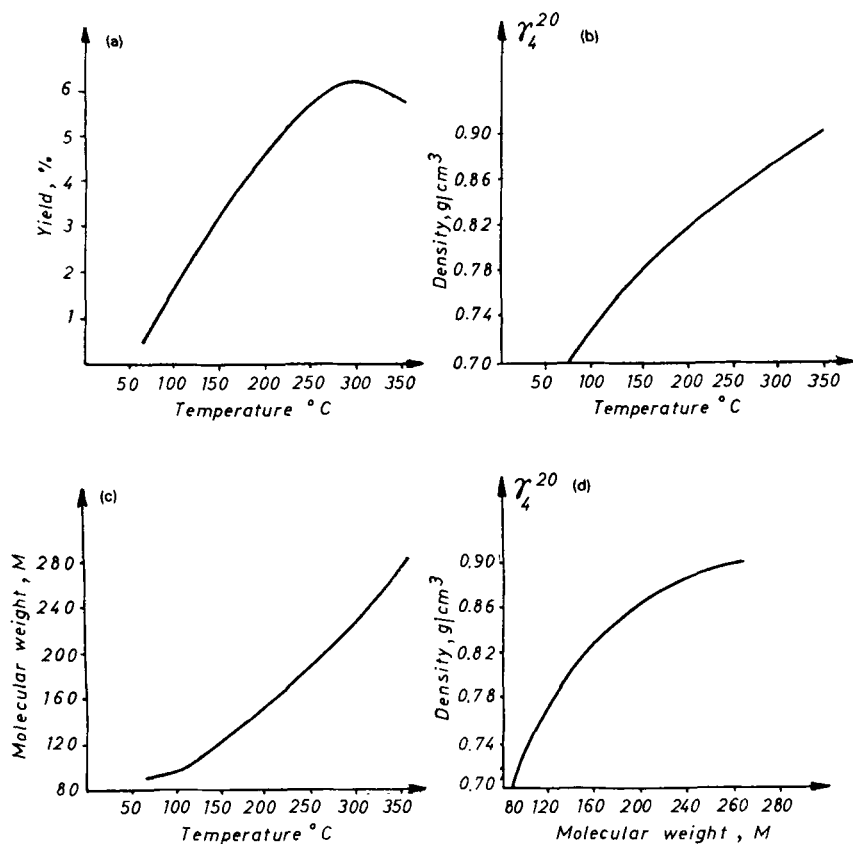 (a)
6
5
4
3
2
1
Yield, %
50 100 150 200 250 300 350
Temperature °C
γ₄²⁰ (b)
0.90
0.86
0.82
0.78
0.74
0.70
Density, g/cm³
50 100 150 200 250 300 350
Temperature °C
(c)
280
240
200
160
120
80
Molecular weight, M
50 100 150 200 250 300 350
Temperature °C
γ₄²⁰ (d)
0.90
0.86
0.82
0.78
0.74
0.70
Density, g/cm³
80 120 160 200 240 260 280
Molecular weight, M